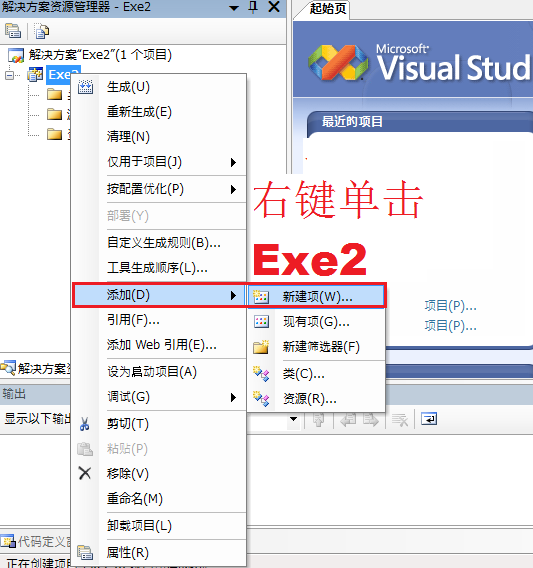 解决方案资源管理器 - Exe2
起始页
解决方案"Exe2"(1 个项目)
Exe2
Microsoft
Visual Stud
最近的项目
生成(U)
重新生成(E)
清理(N)
仅用于项目(J)
按配置优化(P)
部署(Y)
自定义生成规则(B)...
工具生成顺序(L)...
添加(D)
引用(F)...
添加 Web 引用(E)...
设为启动项目(A)
调试(G)
剪切(T)
粘贴(P)
移除(V)
重命名(M)
卸载项目(L)
属性(R)
右键单击
Exe2
新建项(W)...
现有项(G)...
新建筛选器(F)
类(C)...
资源(R)...
项目(P)...
项目(P)...
解决方案资
输出
显示以下输出
代码定义窗
正在创建项目